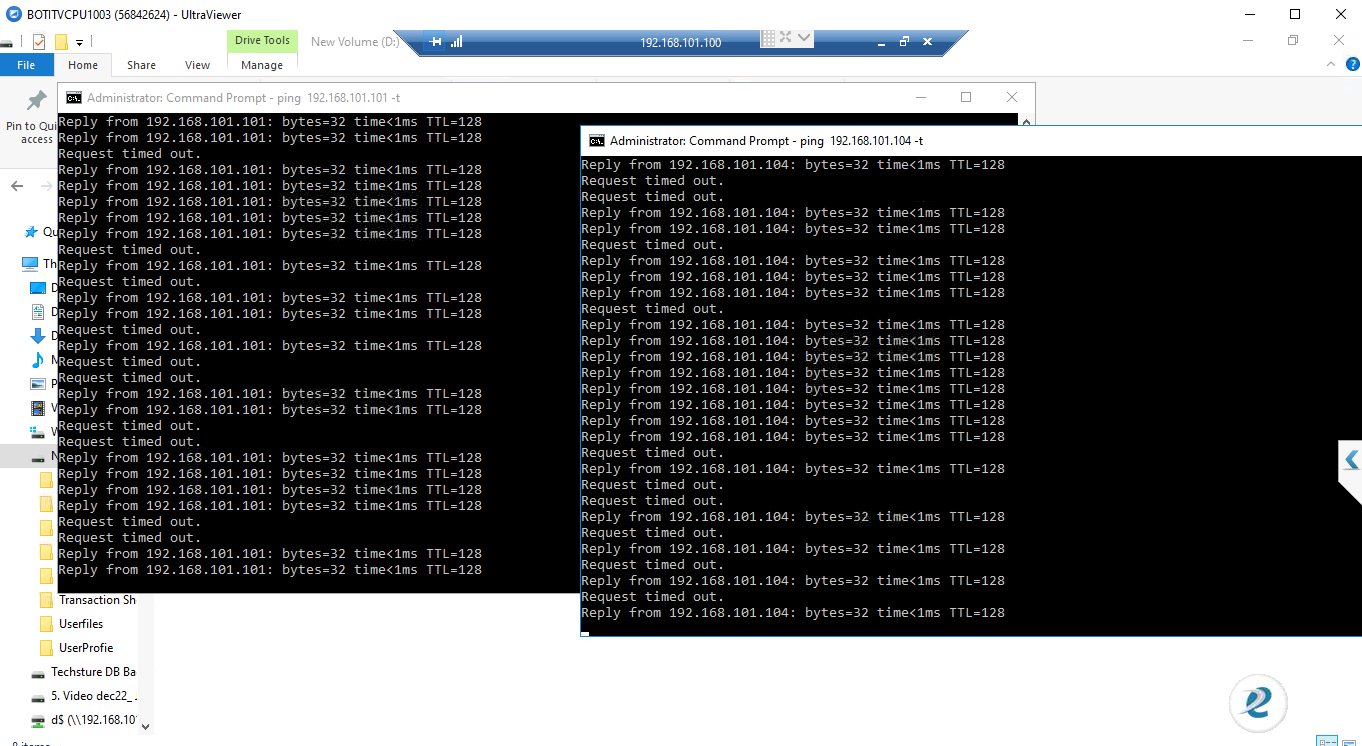 BOTITVCPU1003 (56842624) - UltraViewer
Drive Tools
New Volume (D:)
192.168.101.100
File
Home
Share
View
Manage
Pin to Qui
access
Administrator: Command Prompt - ping 192.168.101.101 -t
Reply from 192.168.101.101: bytes=32 time<1ms TTL=128
Reply from 192.168.101.101: bytes=32 time<1ms TTL=128
Request timed out.
Reply from 192.168.101.101: bytes=32 time<1ms TTL=128
Reply from 192.168.101.101: bytes=32 time<1ms TTL=128
Reply from 192.168.101.101: bytes=32 time<1ms TTL=128
Reply from 192.168.101.101: bytes=32 time<1ms TTL=128
Reply from 192.168.101.101: bytes=32 time<1ms TTL=128
Request timed out.
Reply from 192.168.101.101: bytes=32 time<1ms TTL=128
Request timed out.
Reply from 192.168.101.101: bytes=32 time<1ms TTL=128
Reply from 192.168.101.101: bytes=32 time<1ms TTL=128
Request timed out.
Reply from 192.168.101.101: bytes=32 time<1ms TTL=128
Request timed out.
Request timed out.
Reply from 192.168.101.101: bytes=32 time<1ms TTL=128
Reply from 192.168.101.101: bytes=32 time<1ms TTL=128
Request timed out.
Request timed out.
Reply from 192.168.101.101: bytes=32 time<1ms TTL=128
Reply from 192.168.101.101: bytes=32 time<1ms TTL=128
Reply from 192.168.101.101: bytes=32 time<1ms TTL=128
Reply from 192.168.101.101: bytes=32 time<1ms TTL=128
Request timed out.
Request timed out.
Reply from 192.168.101.101: bytes=32 time<1ms TTL=128
Reply from 192.168.101.101: bytes=32 time<1ms TTL=128
Administrator: Command Prompt - ping 192.168.101.104 -t
Reply from 192.168.101.104: bytes=32 time<1ms TTL=128
Request timed out.
Request timed out.
Reply from 192.168.101.104: bytes=32 time<1ms TTL=128
Reply from 192.168.101.104: bytes=32 time<1ms TTL=128
Request timed out.
Reply from 192.168.101.104: bytes=32 time<1ms TTL=128
Reply from 192.168.101.104: bytes=32 time<1ms TTL=128
Reply from 192.168.101.104: bytes=32 time<1ms TTL=128
Request timed out.
Reply from 192.168.101.104: bytes=32 time<1ms TTL=128
Reply from 192.168.101.104: bytes=32 time<1ms TTL=128
Reply from 192.168.101.104: bytes=32 time<1ms TTL=128
Reply from 192.168.101.104: bytes=32 time<1ms TTL=128
Reply from 192.168.101.104: bytes=32 time<1ms TTL=128
Reply from 192.168.101.104: bytes=32 time<1ms TTL=128
Reply from 192.168.101.104: bytes=32 time<1ms TTL=128
Reply from 192.168.101.104: bytes=32 time<1ms TTL=128
Request timed out.
Reply from 192.168.101.104: bytes=32 time<1ms TTL=128
Request timed out.
Request timed out.
Reply from 192.168.101.104: bytes=32 time<1ms TTL=128
Request timed out.
Reply from 192.168.101.104: bytes=32 time<1ms TTL=128
Request timed out.
Reply from 192.168.101.104: bytes=32 time<1ms TTL=128
Request timed out.
Reply from 192.168.101.104: bytes=32 time<1ms TTL=128
Qu
Th
Transaction Sh
Userfiles
UserProfie
Techsture DB Ba
5. Video dec22_
d$ (\\192.168.10